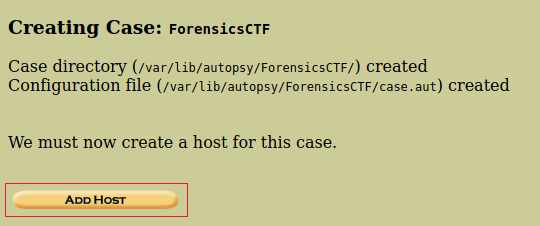 Creating Case: ForensicsCTF
Case directory (/var/lib/autopsy/ForensicsCTF/) created
Configuration file (/var/lib/autopsy/ForensicsCTF/case.aut) created
We must now create a host for this case.
ADD HOST